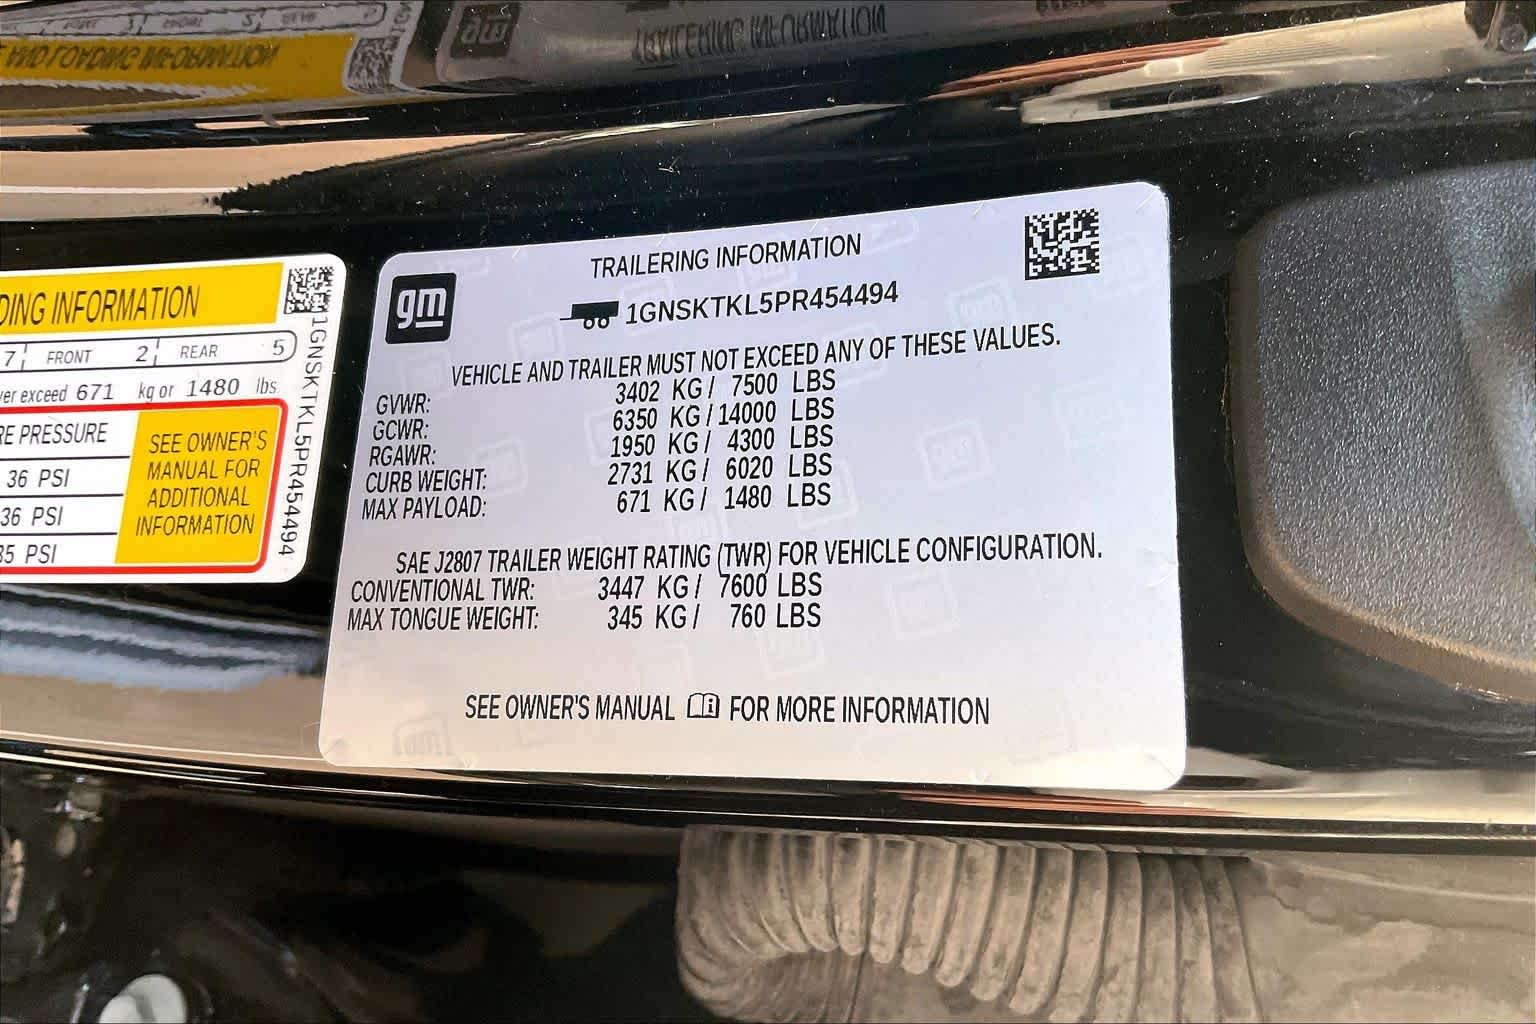 DING INFORMATION
7 FRONT 2 REAR 5
ver exceed 671 kg or 1480 lbs.
RE PRESSURE
36 PSI
36 PSI
35 PSI
SEE OWNER'S
MANUAL FOR
ADDITIONAL
INFORMATION
1GNSKTKL5PR454494
gm
TRAILERING INFORMATION
1GNSKTKL5PR454494
VEHICLE AND TRAILER MUST NOT EXCEED ANY OF THESE VALUES.
GVWR: 3402 KG/ 7500 LBS
GCWR: 6350 KG/14000 LBS
RGAWR: 1950 KG/ 4300 LBS
CURB WEIGHT: 2731 KG/ 6020 LBS
MAX PAYLOAD: 671 KG/ 1480 LBS
SAE J2807 TRAILER WEIGHT RATING (TWR) FOR VEHICLE CONFIGURATION.
CONVENTIONAL TWR: 3447 KG/ 7600 LBS
MAX TONGUE WEIGHT: 345 KG/ 760 LBS
SEE OWNER'S MANUAL FOR MORE INFORMATION